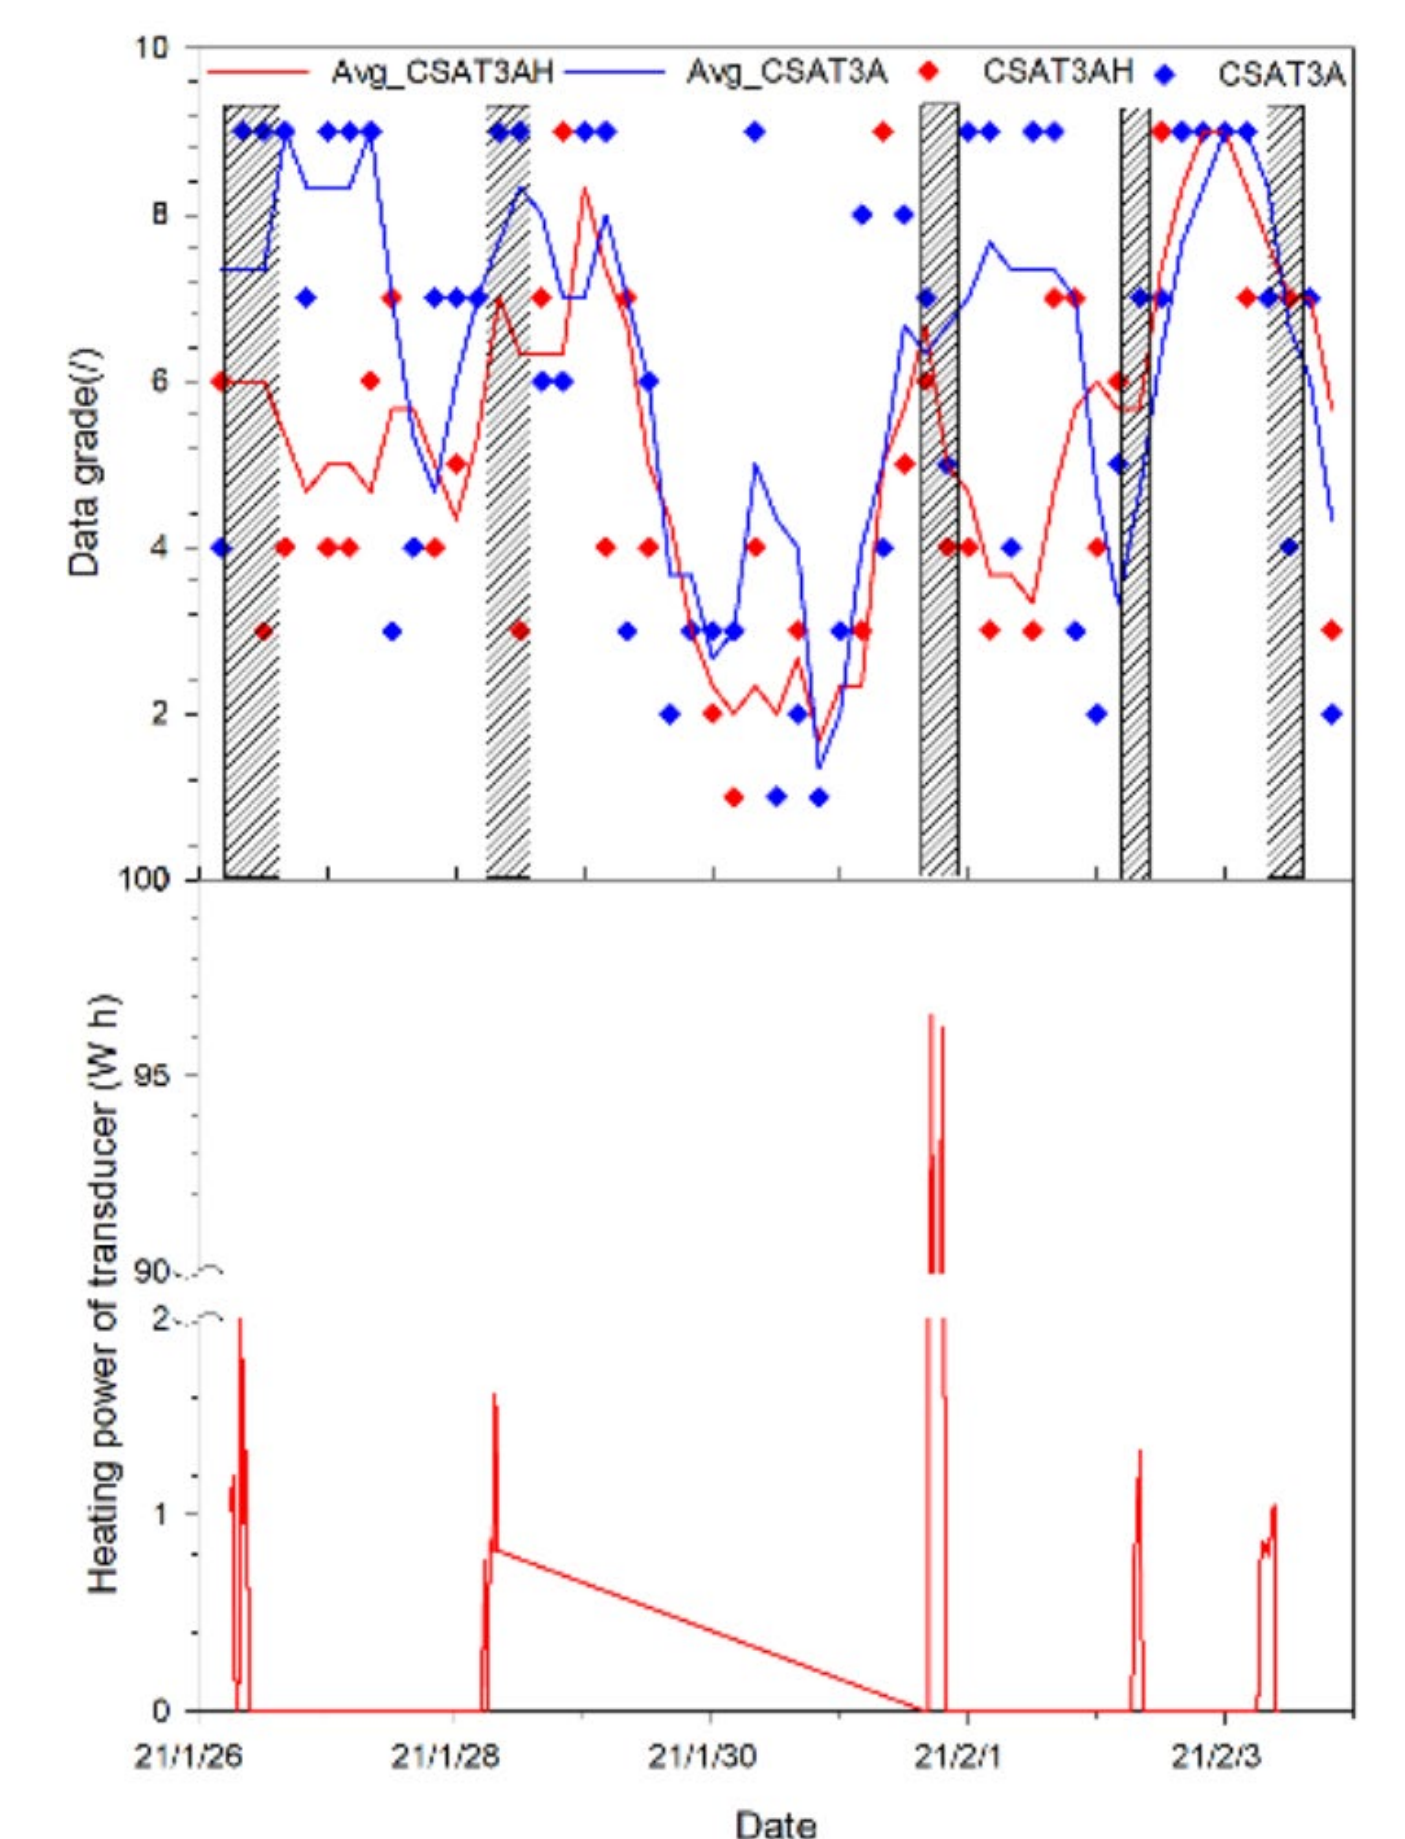 10
Avg_CSAT3AH Avg_CSAT3A CSAT3AH CSAT3A
8
6
4
2
100
Data grade(/)
95
90
2
1
0
Heating power of transducer (W h)
21/1/26 21/1/28 21/1/30 21/2/1 21/2/3
Date